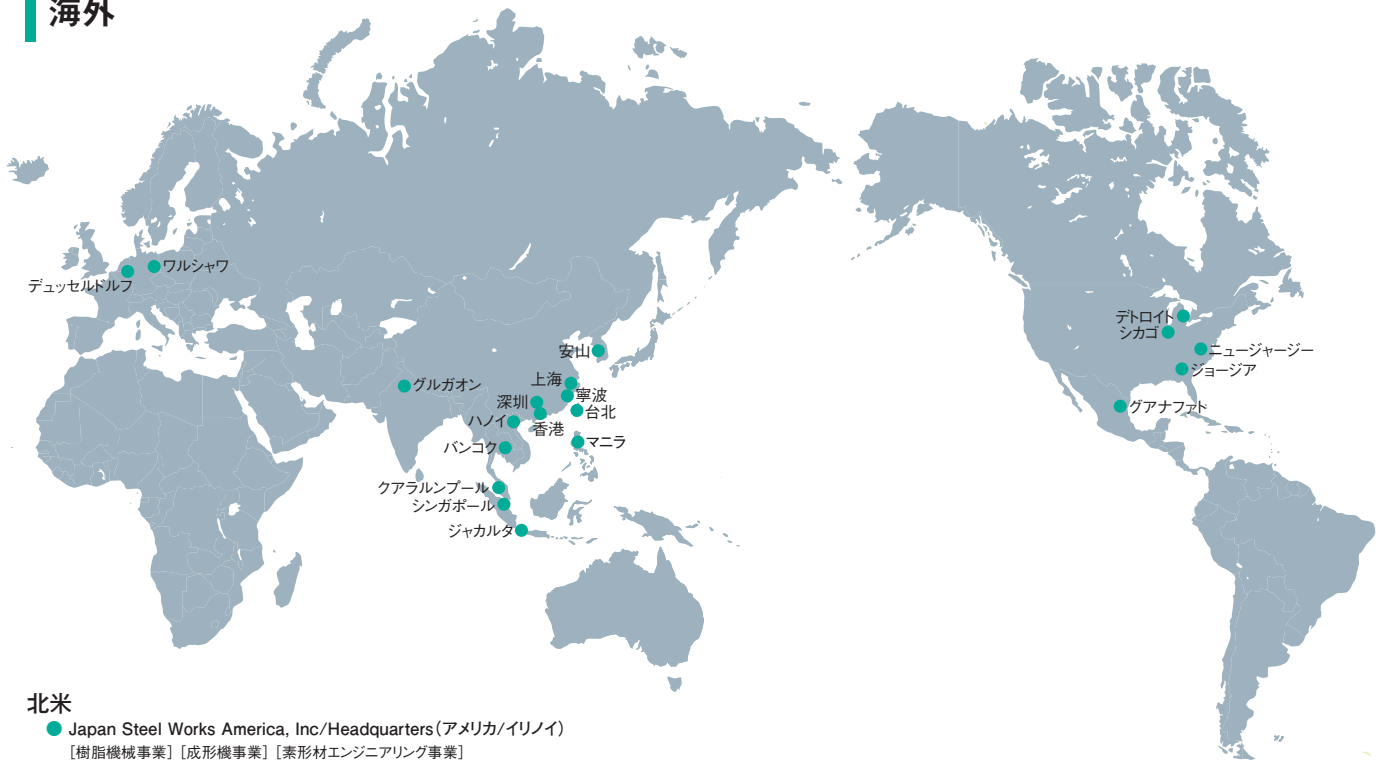 海外
ワルシャワ
デュッセルドルフ
デトロイト
シカゴ
ニュージャージー
ジョージア
グアナファト
安山
上海
グルガオン
寧波
深圳
台北
ハノイ
香港
マニラ
バンコク
クアラルンプール
シンガポール
ジャカルタ
北米
Japan Steel Works America, Inc/Headquarters(アメリカ/イリノイ)
[樹脂機械事業] [成形機事業] [素形材エンジニアリング事業]